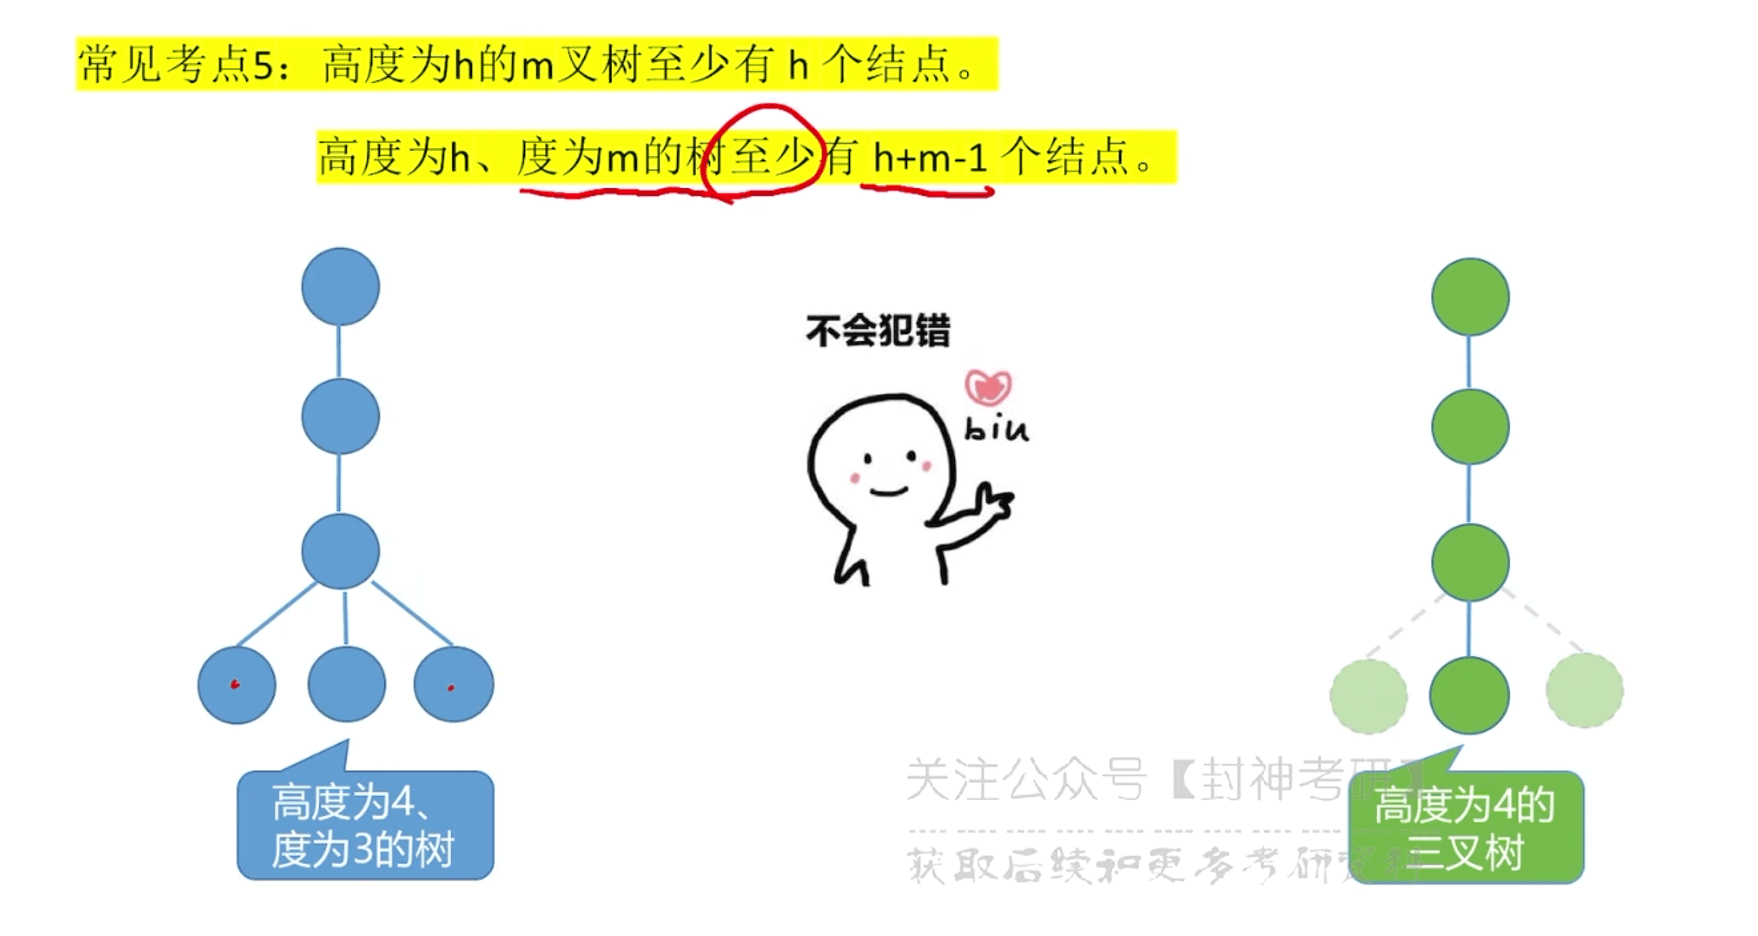 常见考点5：高度为h的m叉树至少有 h 个结点。
高度为h、度为m的树至少有 h+m-1 个结点。
不会犯错
biu
高度为4、
度为3的树
高度为4的
三叉树
关注公众号【封神考研】
获取后续和更多考研资料